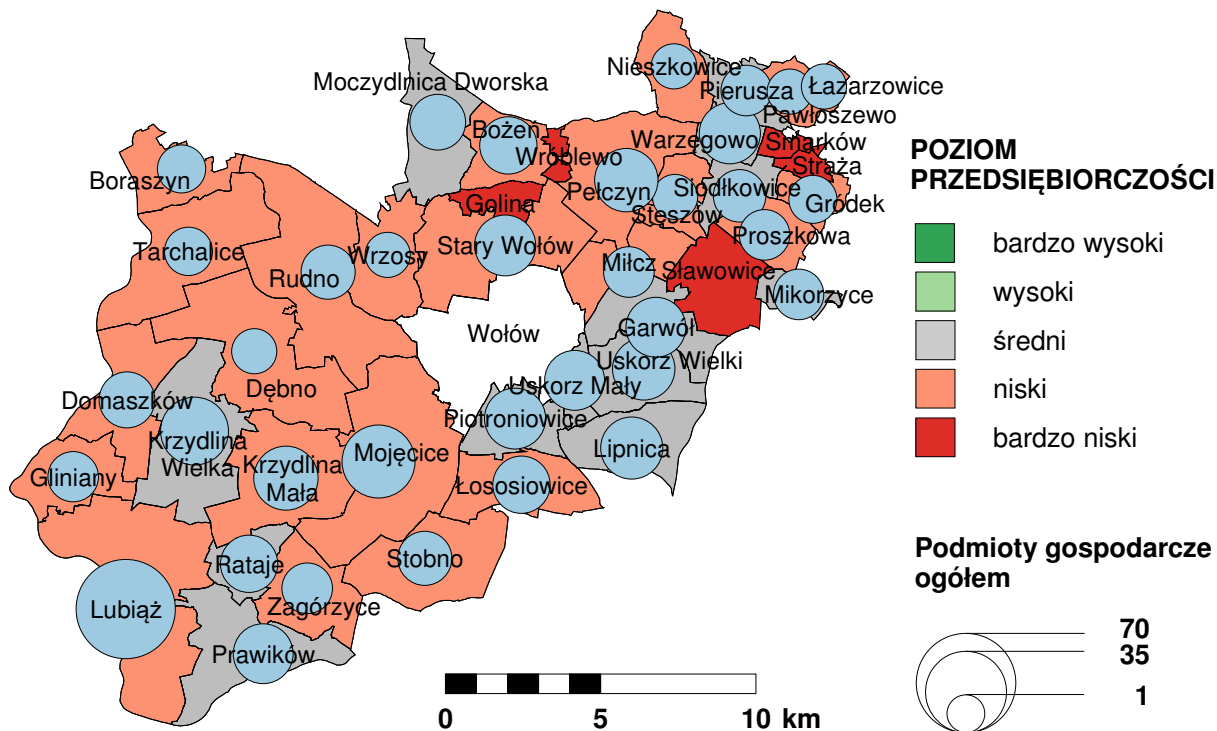 Nieszkowice
Moczydlnica Dworska
Pierusza
Łazarzowice
Pawłoszewo
Bożeń
Warzęgowo
Smarków
Wróblewo
Straża
Boraszyn
Pełczyn
Siodłkowice
Golina
Stęszów
Gródek
Tarchalice
Stary Wołów
Proszkowa
Wrzosy
Rudno
Miłcz
Sławowice
Mikorzyce
Wołów
Garwół
Uskorz Wielki
Uskorz Mały
Dębno
Domaszków
Piotroniowice
Krzydlina
Wielka
Lipnica
Mojęcice
Krzydlina
Mała
Gliniany
Łososiowice
Rataje
Stobno
Zagórzyce
Lubiąż
Prawików
POZIOM
PRZEDSIĘBIORCZOŚCI
bardzo wysoki
wysoki
średni
niski
bardzo niski
Podmioty gospodarcze
ogółem
70
35
1
0 5 10 km